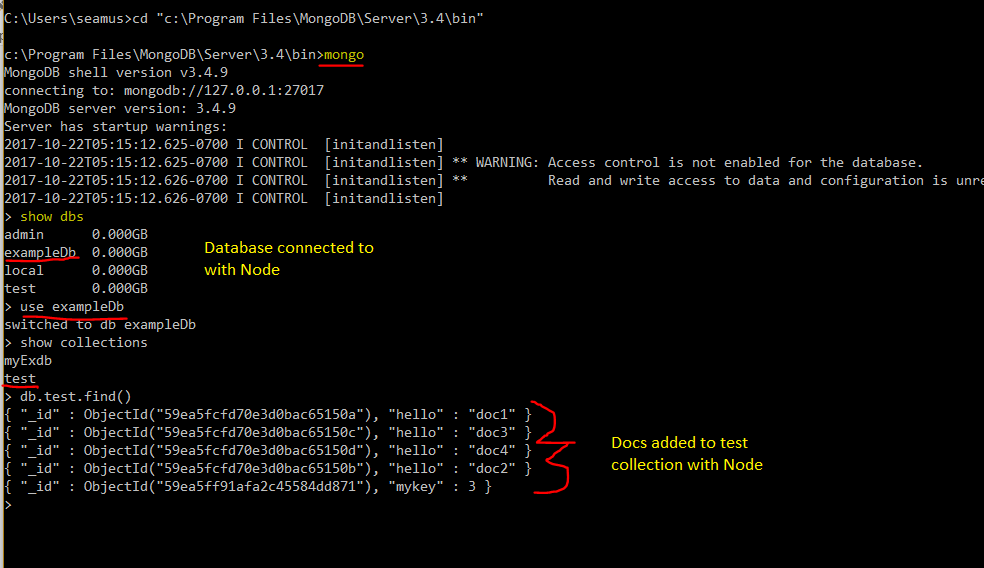 C:\Users\seamus>cd "c:\Program Files\MongoDB\Server\3.4\bin"
c:\Program Files\MongoDB\Server\3.4\bin>mongo
MongoDB shell version v3.4.9
connecting to: mongodb://127.0.0.1:27017
MongoDB server version: 3.4.9
Server has startup warnings:
2017-10-22T05:15:12.625-0700 I CONTROL  [initandlisten]
2017-10-22T05:15:12.625-0700 I CONTROL  [initandlisten] ** WARNING: Access control is not enabled for the database.
2017-10-22T05:15:12.626-0700 I CONTROL  [initandlisten] **          Read and write access to data and configuration is unre
2017-10-22T05:15:12.626-0700 I CONTROL  [initandlisten]
> show dbs
admin      0.000GB
exampleDb  0.000GB
local      0.000GB
test       0.000GB
Database connected to
with Node
> use exampleDb
switched to db exampleDb
> show collections
myExdb
test
> db.test.find()
{ "_id" : ObjectId("59ea5fcfd70e3d0bac65150a"), "hello" : "doc1" }
{ "_id" : ObjectId("59ea5fcfd70e3d0bac65150c"), "hello" : "doc3" }
{ "_id" : ObjectId("59ea5fcfd70e3d0bac65150d"), "hello" : "doc4" }
{ "_id" : ObjectId("59ea5fcfd70e3d0bac65150b"), "hello" : "doc2" }
{ "_id" : ObjectId("59ea5ff91afa2c45584dd871"), "mykey" : 3 }
Docs added to test
collection with Node
>